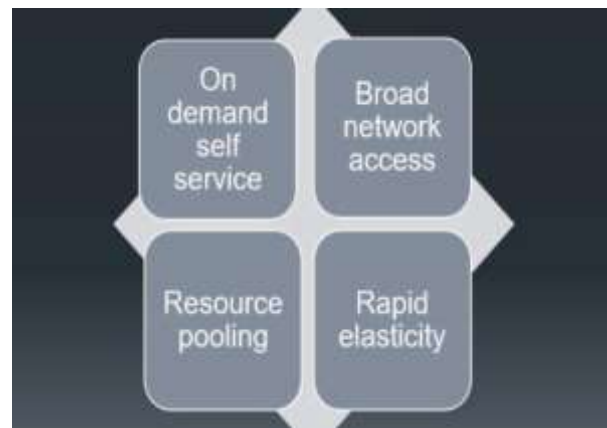 On
demand
self
service
Broad
network
access
Resource
pooling
Rapid
elasticity